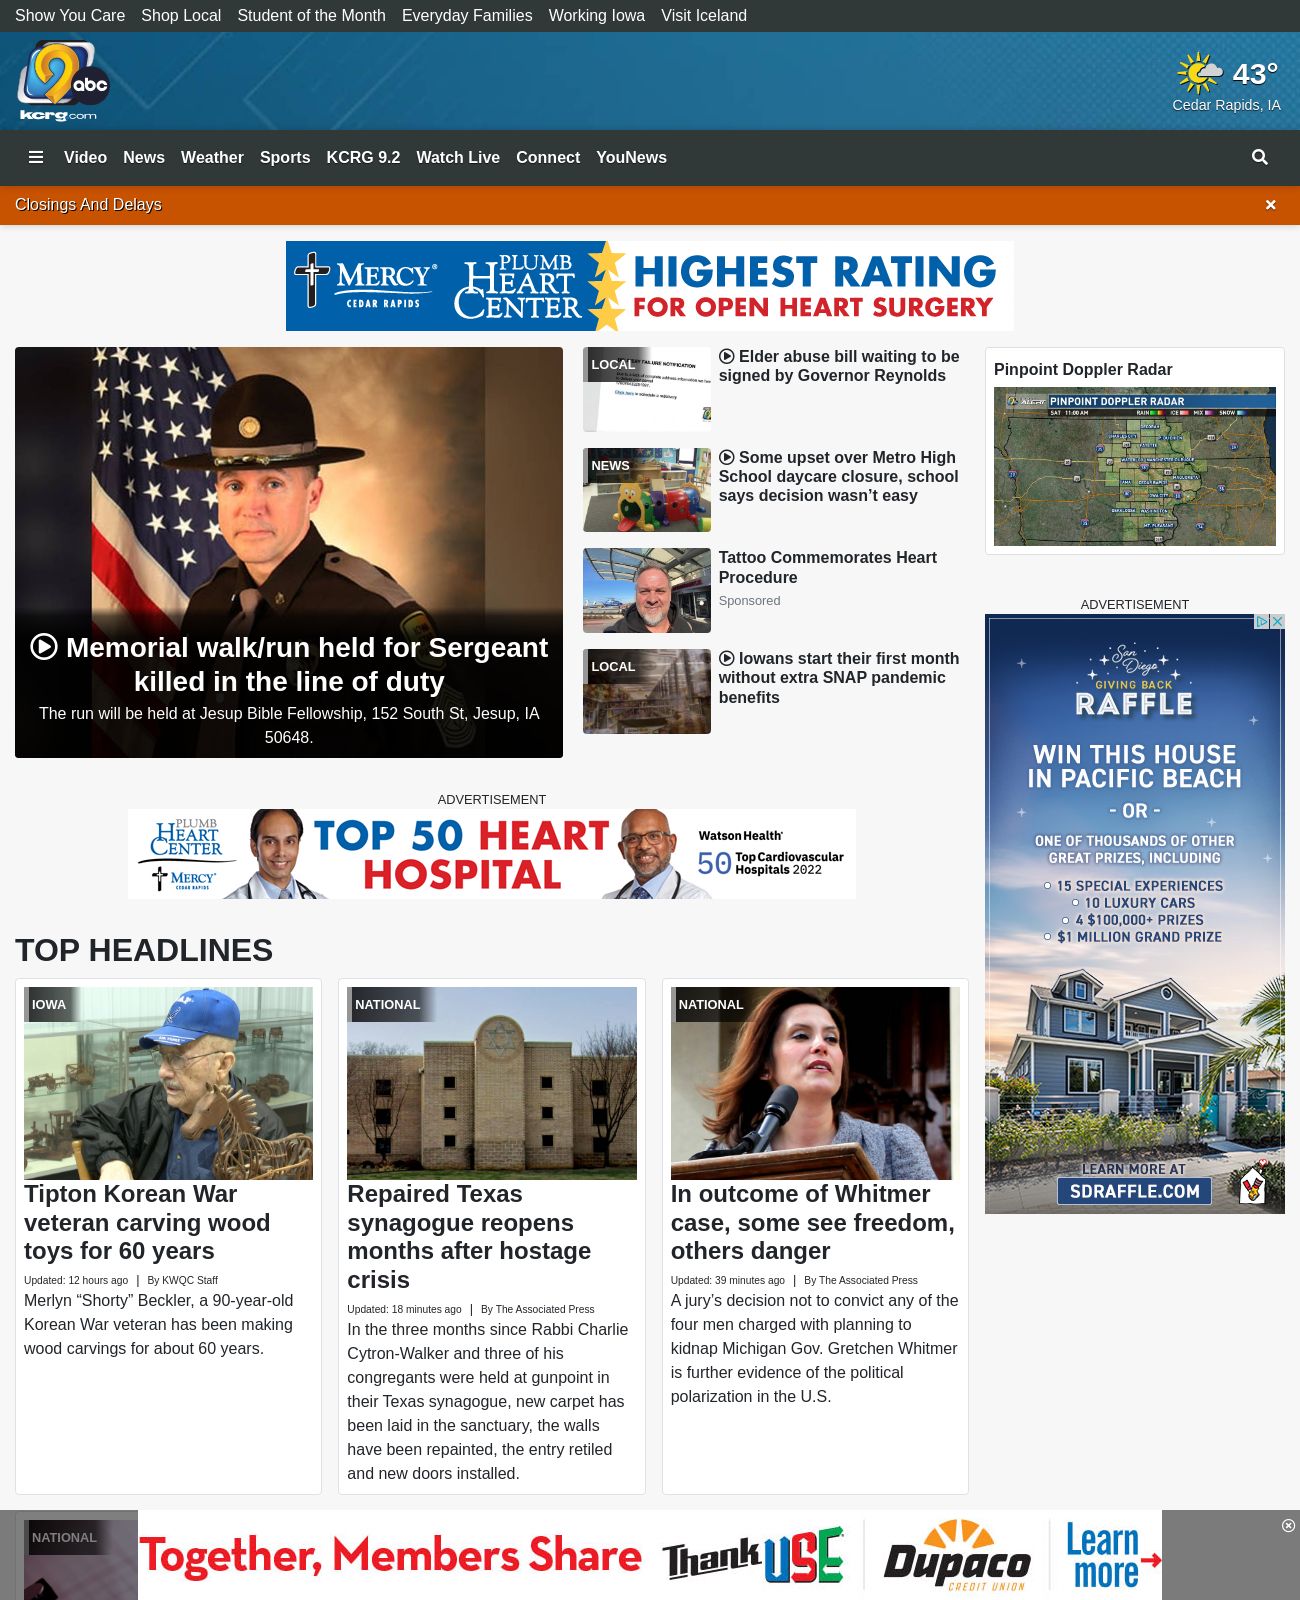 Show You Care Shop Local Student of the Month Everyday Families Working Iowa Visit Iceland
9
abc
kcrg.com
43°
Cedar Rapids, IA
Video News Weather Sports KCRG 9.2 Watch Live Connect YouNews
Closings And Delays
MERCY®
CEDAR RAPIDS
PLUMB
HEART
CENTER
HIGHEST RATING
FOR OPEN HEART SURGERY
Memorial walk/run held for Sergeant
killed in the line of duty
The run will be held at Jesup Bible Fellowship, 152 South St, Jesup, IA
50648.
LOCAL
Elder abuse bill waiting to be
signed by Governor Reynolds
NEWS
Some upset over Metro High
School daycare closure, school
says decision wasn’t easy
Tattoo Commemorates Heart
Procedure
Sponsored
LOCAL
Iowans start their first month
without extra SNAP pandemic
benefits
Pinpoint Doppler Radar
PINPOINT DOPPLER RADAR
SAT 11:00 AM RAIN ICE MIX SNOW
ADVERTISEMENT
San Diego
GIVING BACK
RAFFLE
WIN THIS HOUSE
IN PACIFIC BEACH
- OR -
ONE OF THOUSANDS OF OTHER
GREAT PRIZES, INCLUDING
15 SPECIAL EXPERIENCES
10 LUXURY CARS
4 $100,000+ PRIZES
$1 MILLION GRAND PRIZE
LEARN MORE AT
SDRAFFLE.COM
ADVERTISEMENT
PLUMB
HEART
CENTER
MERCY®
CEDAR RAPIDS
TOP 50 HEART
HOSPITAL
Watson Health®
50 Top Cardiovascular
Hospitals 2022
TOP HEADLINES
IOWA
Tipton Korean War
veteran carving wood
toys for 60 years
Updated: 12 hours ago | By KWQC Staff
Merlyn “Shorty” Beckler, a 90-year-old
Korean War veteran has been making
wood carvings for about 60 years.
NATIONAL
Repaired Texas
synagogue reopens
months after hostage
crisis
Updated: 18 minutes ago | By The Associated Press
In the three months since Rabbi Charlie
Cytron-Walker and three of his
congregants were held at gunpoint in
their Texas synagogue, new carpet has
been laid in the sanctuary, the walls
have been repainted, the entry retiled
and new doors installed.
NATIONAL
In outcome of Whitmer
case, some see freedom,
others danger
Updated: 39 minutes ago | By The Associated Press
A jury’s decision not to convict any of the
four men charged with planning to
kidnap Michigan Gov. Gretchen Whitmer
is further evidence of the political
polarization in the U.S.
NATIONAL
Together, Members Share
Thank USE
Dupaco
CREDIT UNION
Learn
more